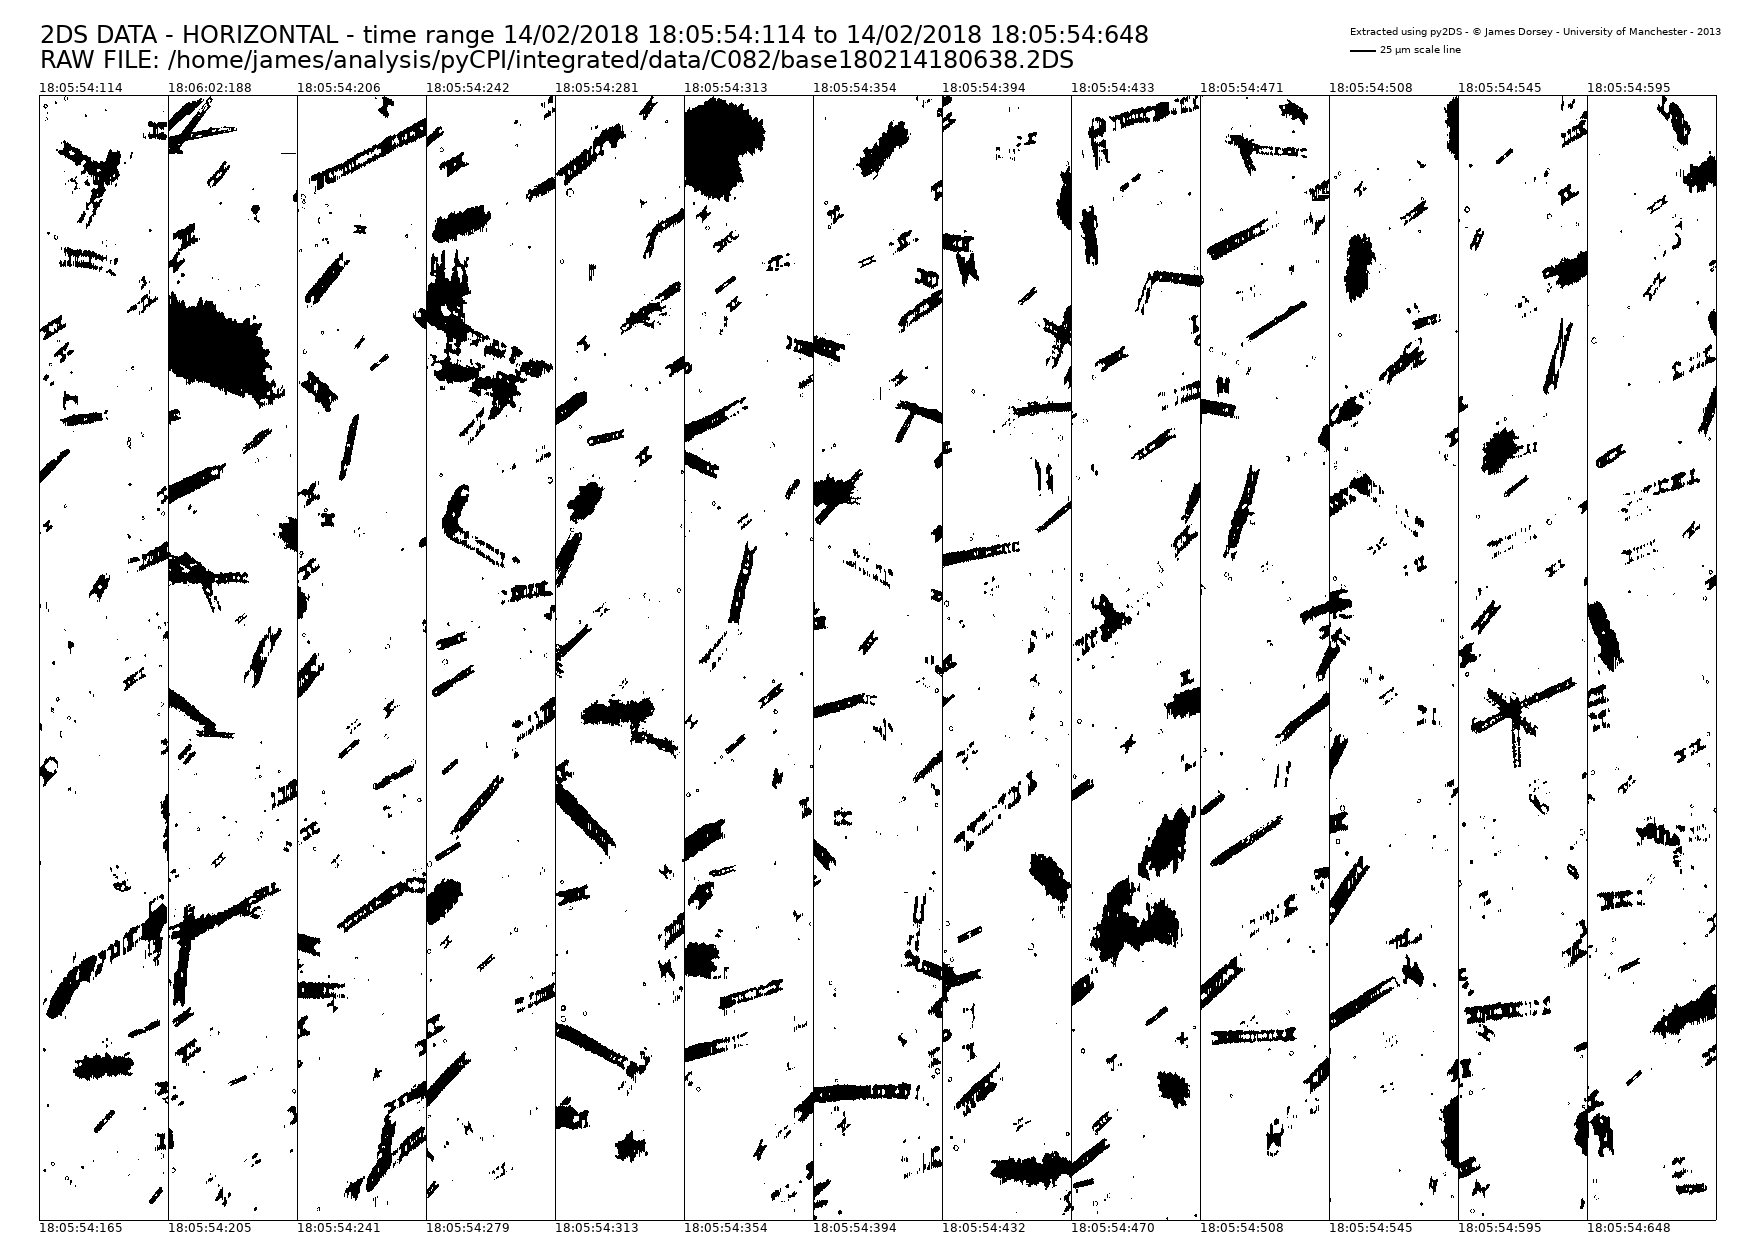 2DS DATA - HORIZONTAL - time range 14/02/2018 18:05:54:114 to 14/02/2018 18:05:54:648
RAW FILE: /home/james/analysis/pyCPI/integrated/data/C082/base180214180638.2DS
Extracted using py2DS - © James Dorsey - University of Manchester - 2013
25 µm scale line
18:05:54:114 18:06:02:188 18:05:54:206 18:05:54:242 18:05:54:281 18:05:54:313 18:05:54:354 18:05:54:394 18:05:54:433 18:05:54:471 18:05:54:508 18:05:54:545 18:05:54:595
18:05:54:165 18:05:54:205 18:05:54:241 18:05:54:279 18:05:54:313 18:05:54:354 18:05:54:394 18:05:54:432 18:05:54:470 18:05:54:508 18:05:54:545 18:05:54:595 18:05:54:648